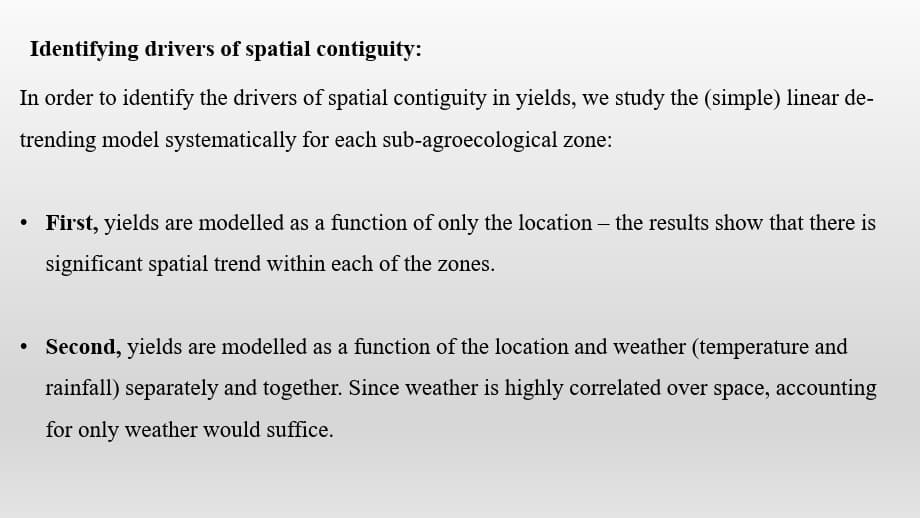 Identifying drivers of spatial contiguity:
In order to identify the drivers of spatial contiguity in yields, we study the (simple) linear de-
trending model systematically for each sub-agroecological zone:
• First, yields are modelled as a function of only the location – the results show that there is
significant spatial trend within each of the zones.
• Second, yields are modelled as a function of the location and weather (temperature and
rainfall) separately and together. Since weather is highly correlated over space, accounting
for only weather would suffice.